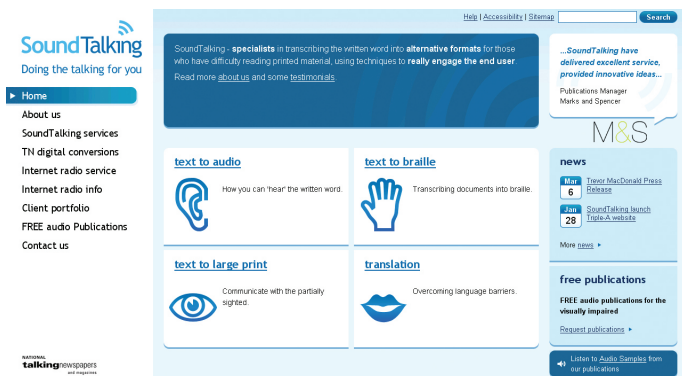 Help | Accessibility | Sitemap
Search
SoundTalking
Doing the talking for you
Home
About us
SoundTalking services
TN digital conversions
Internet radio service
Internet radio info
Client portfolio
FREE audio Publications
Contact us
NATIONAL
talkingnewspapers
and magazines
SoundTalking - specialists in transcribing the written word into alternative formats for those
who have difficulty reading printed material, using techniques to really engage the end user.
Read more about us and some testimonials.
text to audio
How you can 'hear' the written word.
text to braille
Transcribing documents into braille.
text to large print
Communicate with the partially
sighted.
translation
Overcoming language barriers.
...SoundTalking have
delivered excellent service,
provided innovative ideas...
Publications Manager
Marks and Spencer
M&S
news
Mar
6
Trevor MacDonald Press
Release
Jan
28
SoundTalking launch
Triple-A website
More news
free publications
FREE audio publications for the
visually impaired
Request publications
Listen to Audio Samples from
our publications